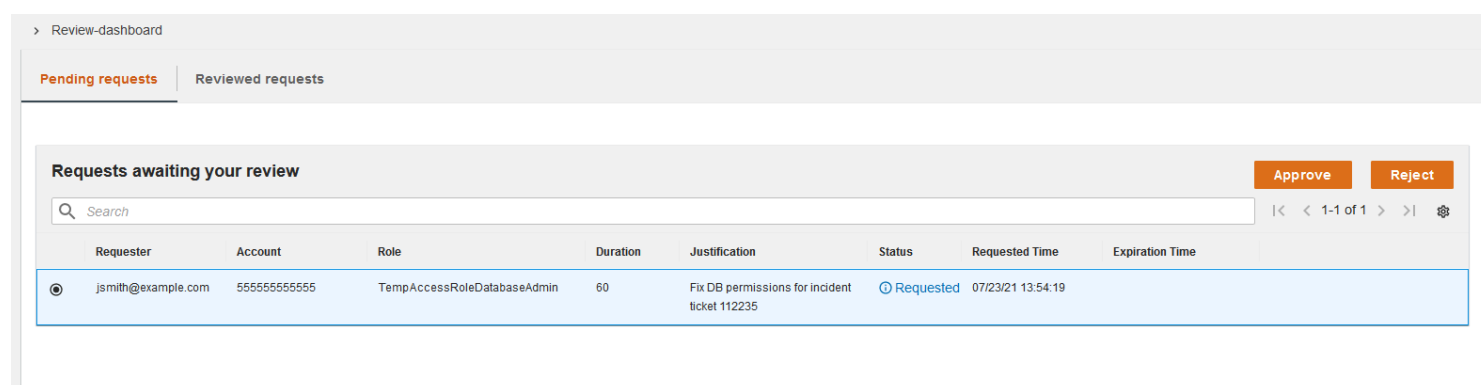 Review-dashboard
Pending requests Reviewed requests
Requests awaiting your review Approve Reject
Search 1-1 of 1
Requester Account Role Duration Justification Status Requested Time Expiration Time
jsmith@example.com 555555555555 TempAccessRoleDatabaseAdmin 60 Fix DB permissions for incident Requested 07/23/21 13:54:19
ticket 112235